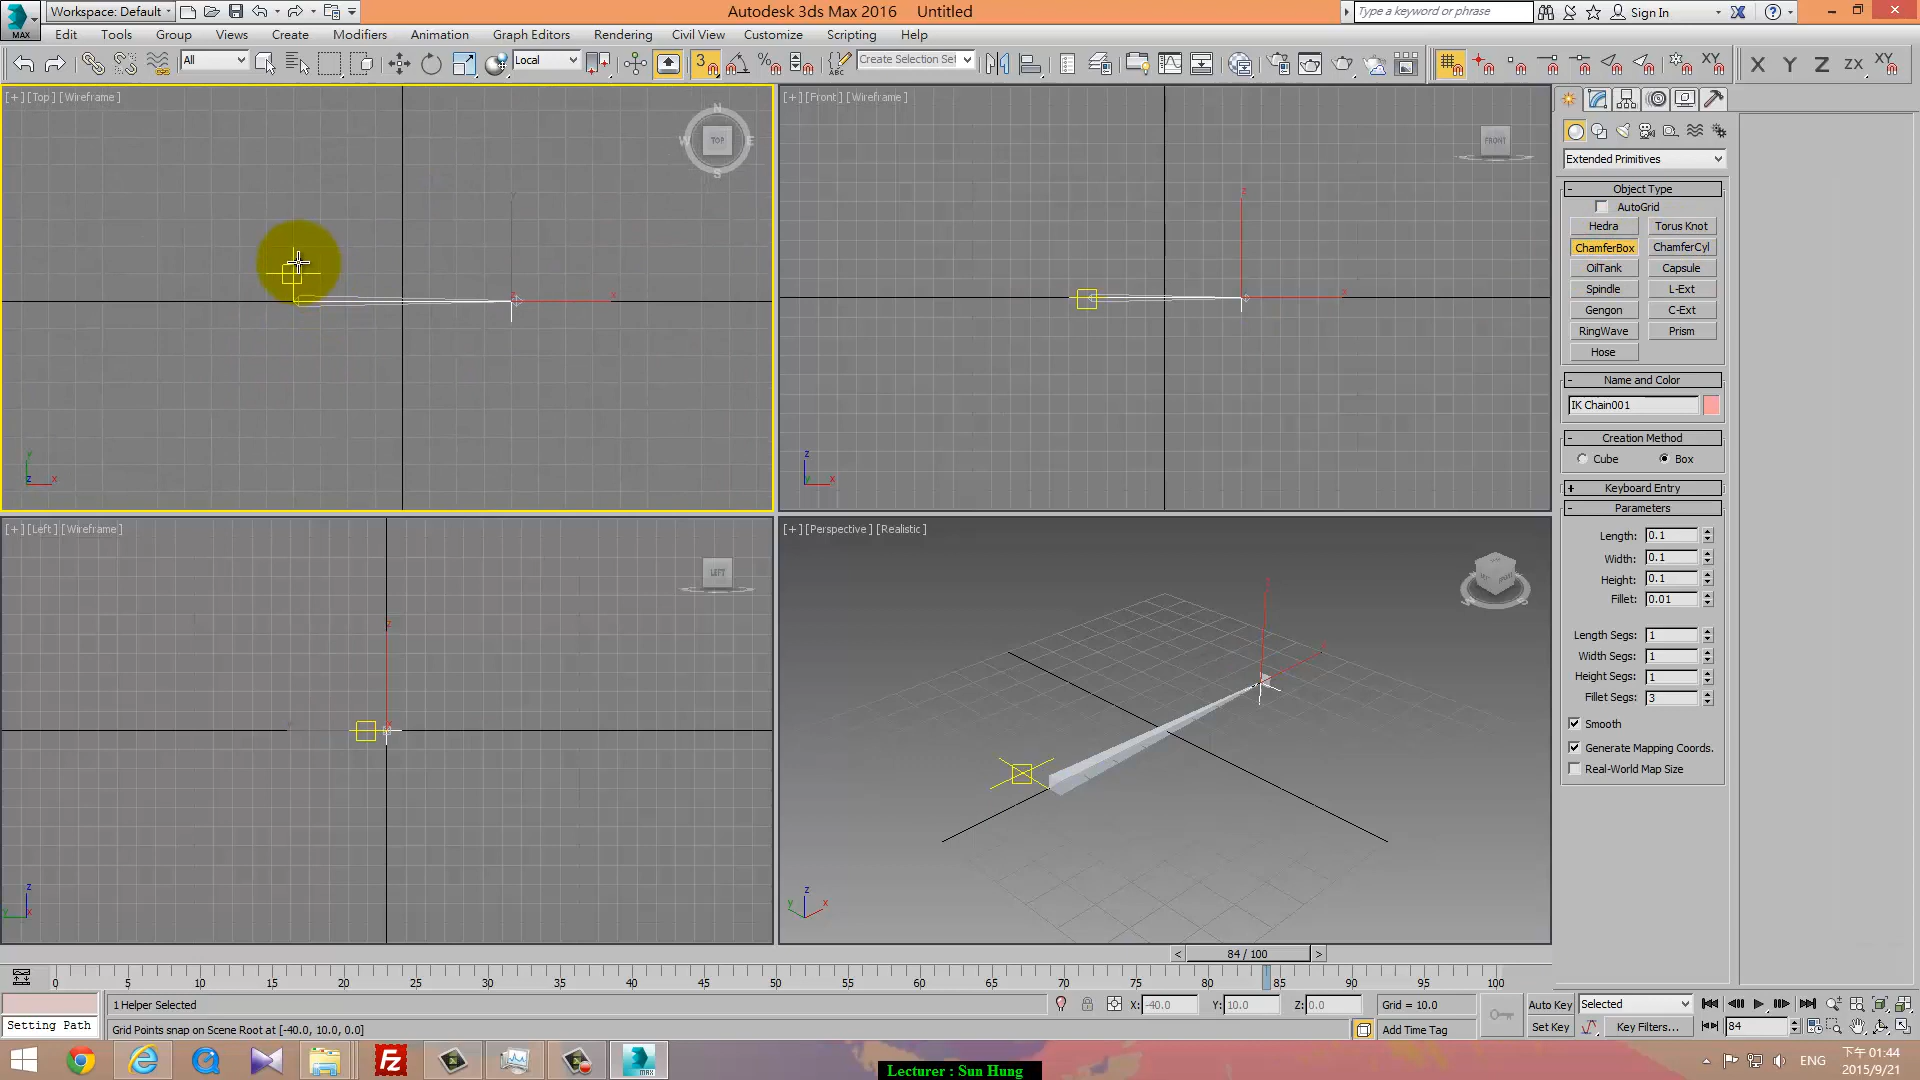 MAX
Workspace: Default
Autodesk 3ds Max 2016 Untitled
Type a keyword or phrase
Sign In
Edit Tools Group Views Create Modifiers Animation Graph Editors Rendering Civil View Customize Scripting Help
All
Local
3
Create Selection Set
X Y Z ZX XY
[+] [Top] [Wireframe]
N
W TOP E
S
[+] [Front] [Wireframe]
FRONT
[+] [Left] [Wireframe]
LEFT
[+] [Perspective] [Realistic]
Extended Primitives
Object Type
AutoGrid
Hedra Torus Knot
ChamferBox ChamferCyl
OilTank Capsule
Spindle L-Ext
Gengon C-Ext
RingWave Prism
Hose
Name and Color
IK Chain001
Creation Method
Cube Box
Keyboard Entry
Parameters
Length: 0.1
Width: 0.1
Height: 0.1
Fillet: 0.01
Length Segs: 1
Width Segs: 1
Height Segs: 1
Fillet Segs: 3
Smooth
Generate Mapping Coords.
Real-World Map Size
< 84 / 100 >
0 5 10 15 20 25 30 35 40 45 50 55 60 65 70 75 80 85 90 95 100
1 Helper Selected
X: -40.0 Y: 10.0 Z: 0.0 Grid = 10.0
Auto Key Selected
Setting Path
Grid Points snap on Scene Root at [-40.0, 10.0, 0.0]
Add Time Tag
Set Key Key Filters... 84
Lecturer : Sun Hung
ENG
下午 01:44
2015/9/21